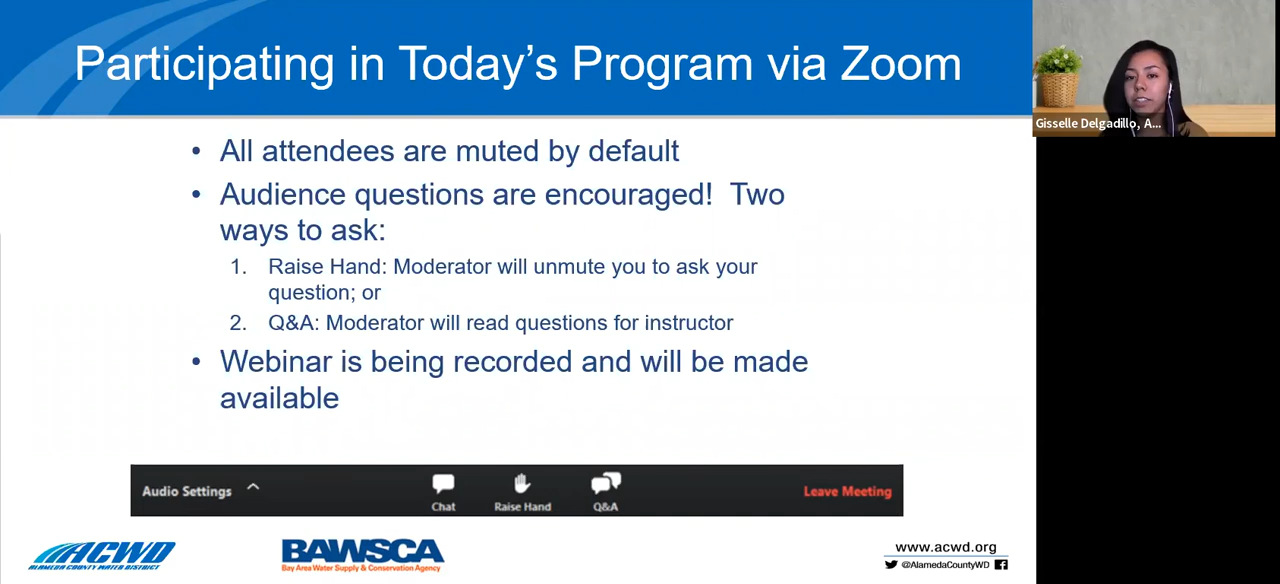 Participating in Today's Program via Zoom
Gisselle Delgadillo, A...
• All attendees are muted by default
• Audience questions are encouraged!  Two
ways to ask:
1. Raise Hand: Moderator will unmute you to ask your
question; or
2. Q&A: Moderator will read questions for instructor
• Webinar is being recorded and will be made
available
Audio Settings
Chat
Raise Hand
Q&A
Leave Meeting
ACWD
ALAMEDA COUNTY WATER DISTRICT
BAWSCA
Bay Area Water Supply & Conservation Agency
www.acwd.org
@AlamedaCountyWD